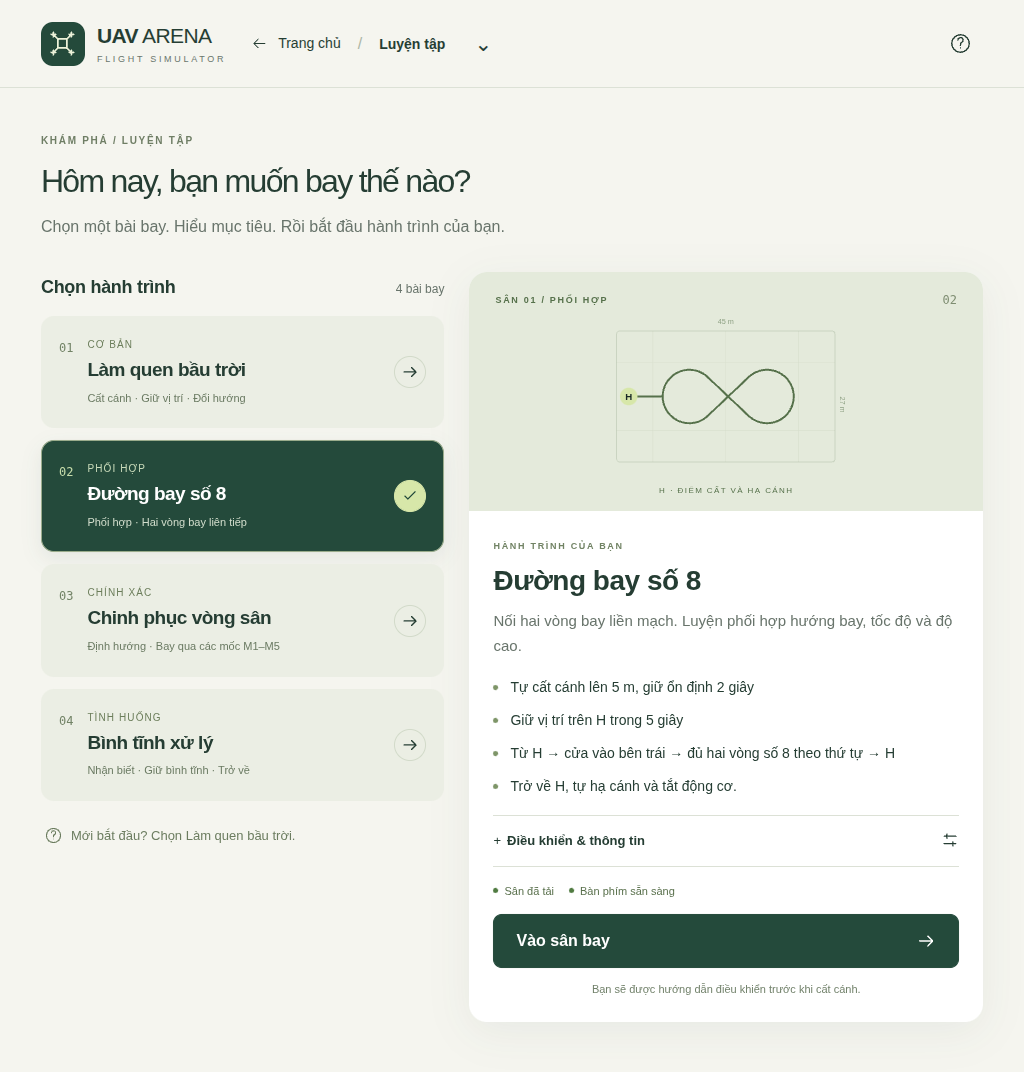 UAV ARENA
FLIGHT SIMULATOR
← Trang chủ / Luyện tập
KHÁM PHÁ / LUYỆN TẬP
Hôm nay, bạn muốn bay thế nào?
Chọn một bài bay. Hiểu mục tiêu. Rồi bắt đầu hành trình của bạn.
Chọn hành trình
4 bài bay
01
CƠ BẢN
Làm quen bầu trời
Cất cánh · Giữ vị trí · Đổi hướng
02
PHỐI HỢP
Đường bay số 8
Phối hợp · Hai vòng bay liên tiếp
03
CHÍNH XÁC
Chinh phục vòng sân
Định hướng · Bay qua các mốc M1–M5
04
TÌNH HUỐNG
Bình tĩnh xử lý
Nhận biết · Giữ bình tĩnh · Trở về
Mới bắt đầu? Chọn Làm quen bầu trời.
SÂN 01 / PHỐI HỢP
02
45 m
H
27 m
H · ĐIỂM CẤT VÀ HẠ CÁNH
HÀNH TRÌNH CỦA BẠN
Đường bay số 8
Nối hai vòng bay liền mạch. Luyện phối hợp hướng bay, tốc độ và độ
cao.
Tự cất cánh lên 5 m, giữ ổn định 2 giây
Giữ vị trí trên H trong 5 giây
Từ H → cửa vào bên trái → đủ hai vòng số 8 theo thứ tự → H
Trở về H, tự hạ cánh và tắt động cơ.
+ Điều khiển & thông tin
Sân đã tải
Bàn phím sẵn sàng
Vào sân bay
Bạn sẽ được hướng dẫn điều khiển trước khi cất cánh.